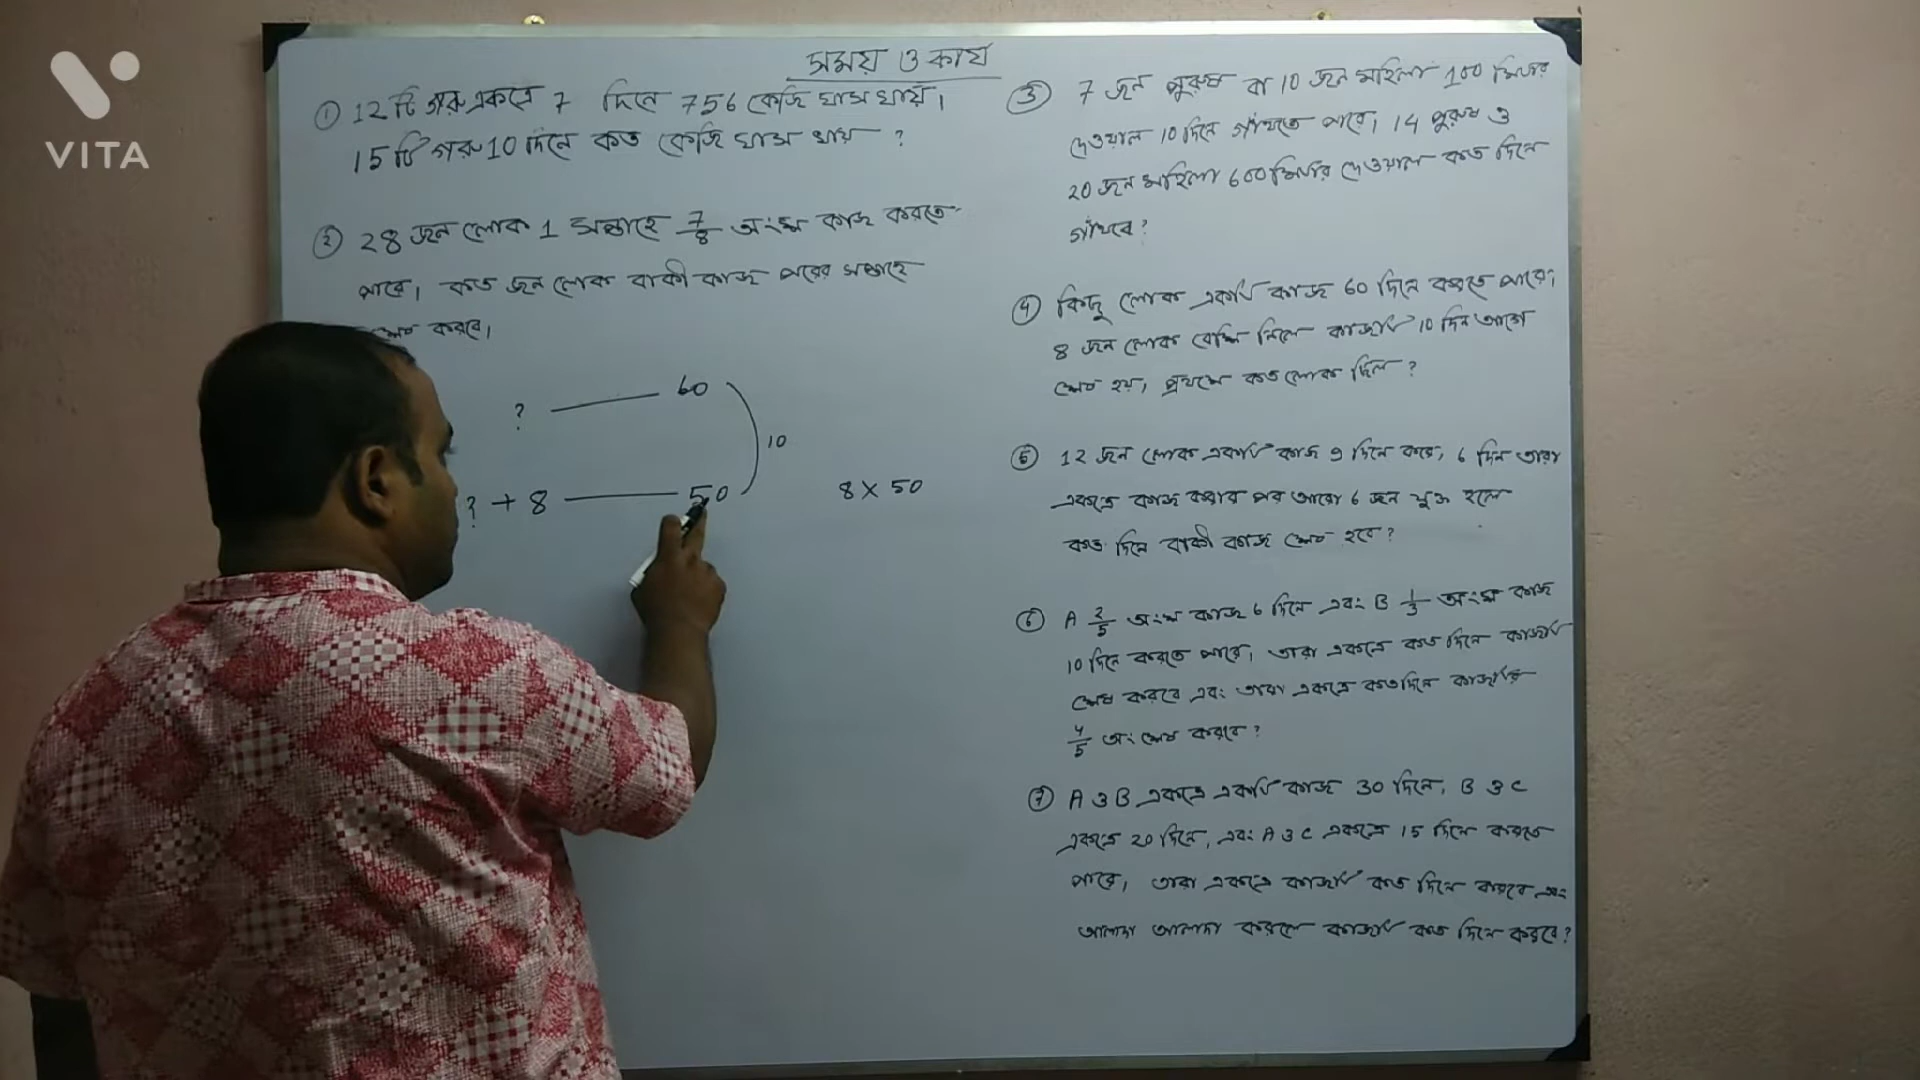 VITA
সময় ও কার্য
① 12 টি গরু একত্রে 7 দিনে 756 কেজি ঘাস খায়।
15 টি গরু 10 দিনে কত কেজি ঘাস খায় ?
② 28 জন লোক 1 সপ্তাহে 7/8 অংশ কাজ করতে
পারে। কত জন লোক বাকী কাজ পরের সপ্তাহে
শেষ করবে।
? — 60
10
? + 8 — 50
8 × 50
③ 7 জন পুরুষ বা 10 জন মহিলা 100 মিটার
দেওয়াল 10 দিনে গাঁথতে পারে। 14 পুরুষ ও
20 জন মহিলা 600 মিটার দেওয়াল কত দিনে
গাঁথবে ?
④ কিছু লোক একটি কাজ 60 দিনে করতে পারে।
8 জন লোক বেশি নিলে কাজটি 10 দিন আগে
শেষ হয়, প্রথমে কত লোক ছিল ?
⑤ 12 জন লোক একটি কাজ 9 দিনে করে, 6 দিন তারা
একত্রে কাজ করার পর আরো 6 জন যুক্ত হলে
কত দিনে বাকী কাজ শেষ হবে ?
⑥ A 2/5 অংশ কাজ 6 দিনে এবং B 1/3 অংশ কাজ
10 দিনে করতে পারে। তারা একত্রে কত দিনে কাজটি
শেষ করবে এবং তারা একত্রে কতদিনে কাজটির
4/5 অং শেষ করবে ?
⑦ A ও B একত্রে একটি কাজ 30 দিনে, B ও C
একত্রে 20 দিনে, এবং A ও C একত্রে 15 দিনে করতে
পারে, তারা একত্রে কাজটি কত দিনে করবে এবং
আলাদা আলাদা করলে কাজটি কত দিনে করবে ?